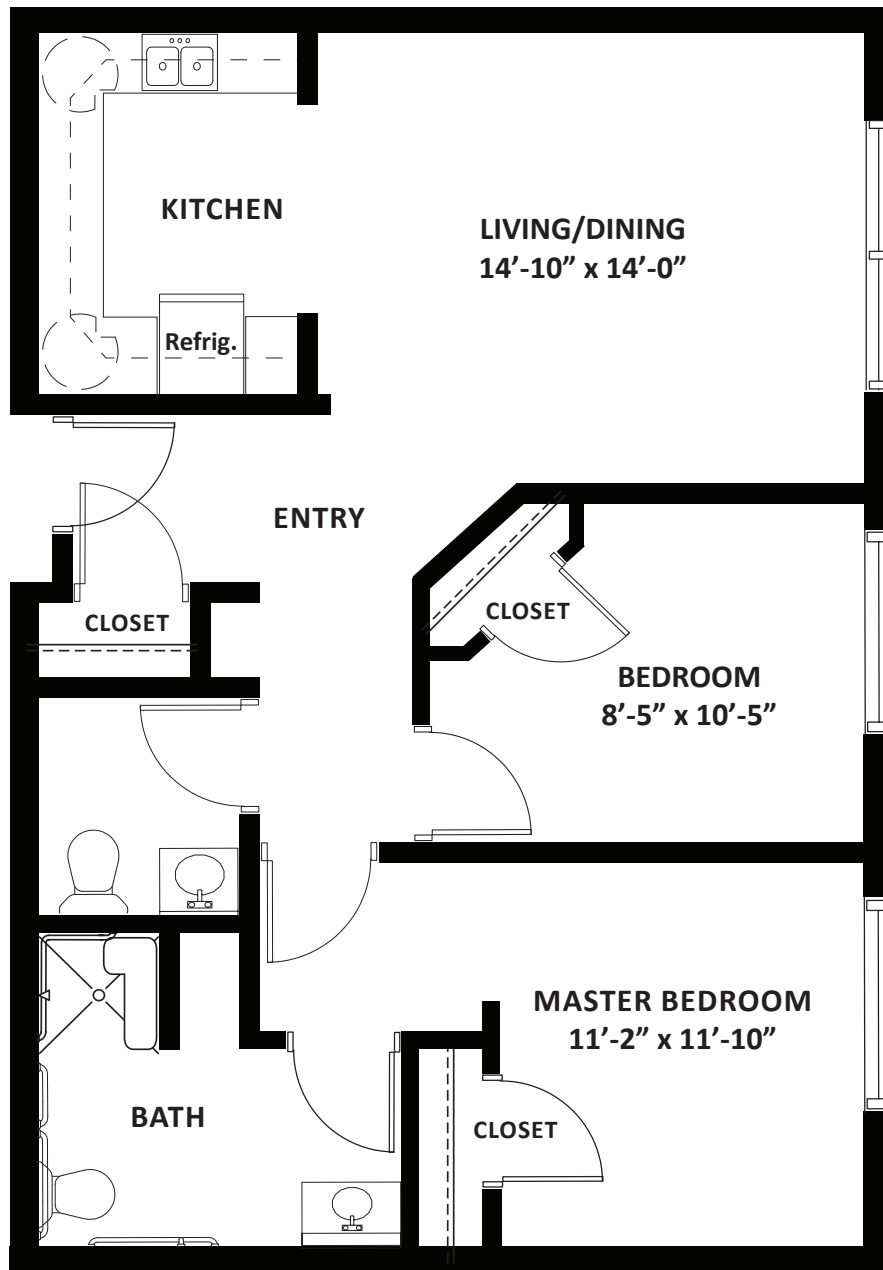 KITCHEN
LIVING/DINING
14’-10” x 14’-0”
Refrig.
ENTRY
CLOSET
CLOSET
BEDROOM
8’-5” x 10’-5”
MASTER BEDROOM
11’-2” x 11’-10”
BATH
CLOSET